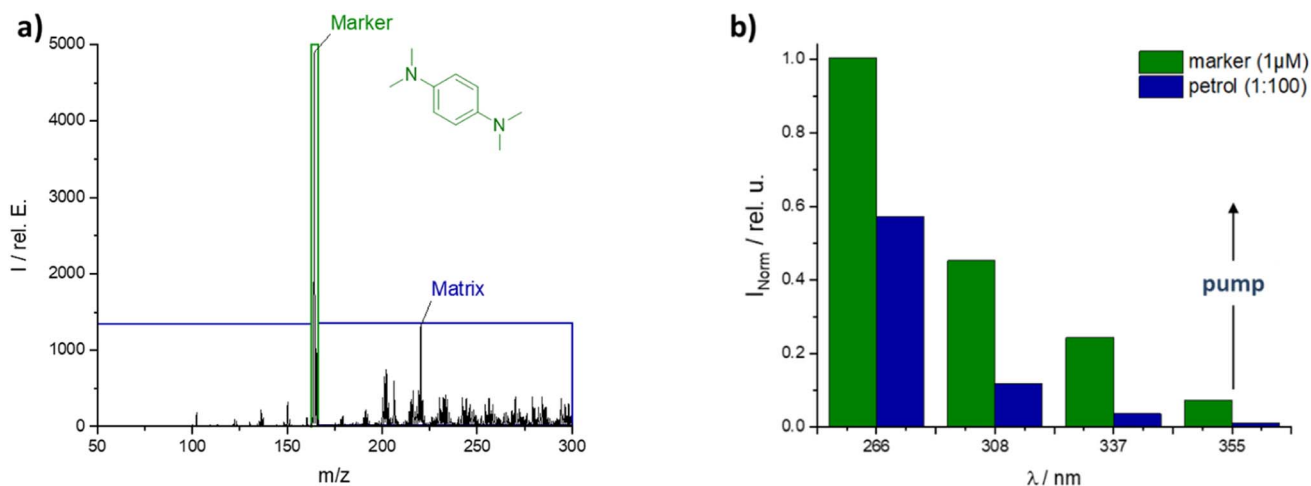 a)
5000
4000
3000
2000
1000
0
I / rel. E.
50
100
150
200
250
300
m/z
Marker
Matrix
N
N
b)
1.0
0.8
0.6
0.4
0.2
0.0
I Norm / rel. u.
marker (1µM)
petrol (1:100)
pump
266
308
337
355
λ / nm